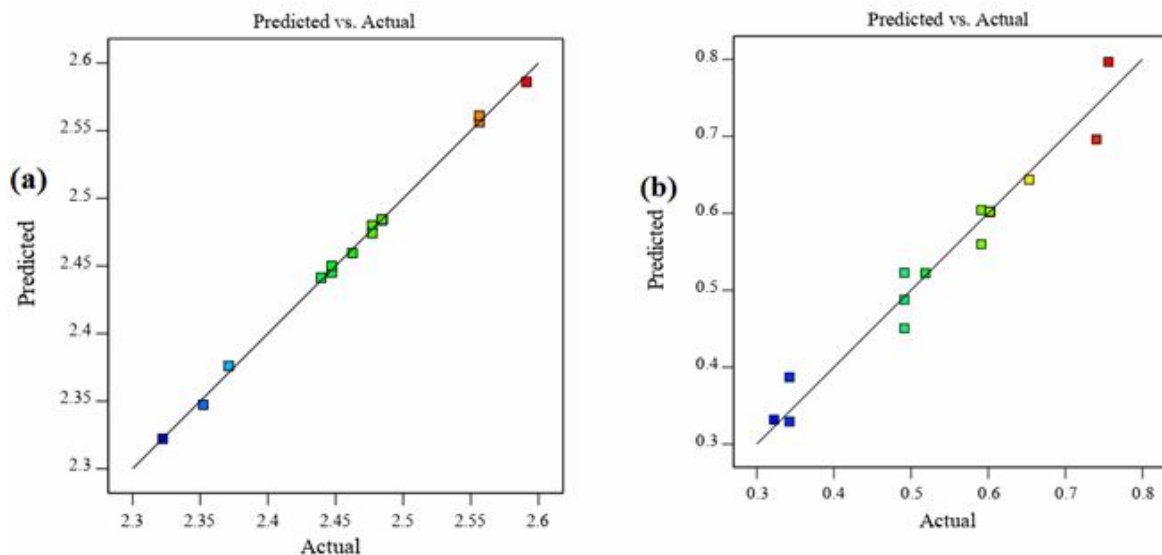 Predicted vs. Actual
2.6
2.55
2.5
2.45
2.4
2.35
2.3
(a)
Predicted
2.3 2.35 2.4 2.45 2.5 2.55 2.6
Actual
Predicted vs. Actual
0.8
0.7
0.6
0.5
0.4
0.3
(b)
Predicted
0.3 0.4 0.5 0.6 0.7 0.8
Actual